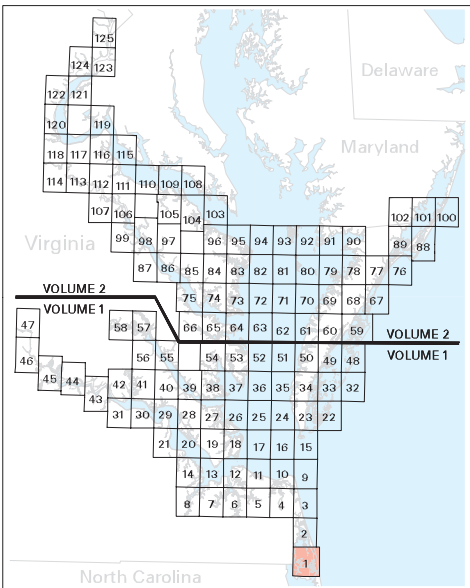 125
124 123
Delaware
122 121
120 119
Maryland
118 117 116 115
114 113 112 111 110 109 108
107 106 105 104 103 102 101 100
Virginia 99 98 97 96 95 94 93 92 91 90 89 88
87 86 85 84 83 82 81 80 79 78 77 76
VOLUME 2 75 74 73 72 71 70 69 68 67
VOLUME 1
47 58 57 66 65 64 63 62 61 60 59 VOLUME 2
46 56 55 54 53 52 51 50 49 48 VOLUME 1
45 44 43 42 41 40 39 38 37 36 35 34 33 32
31 30 29 28 27 26 25 24 23 22
21 20 19 18 17 16 15
14 13 12 11 10 9
8 7 6 5 4 3
2
1
North Carolina